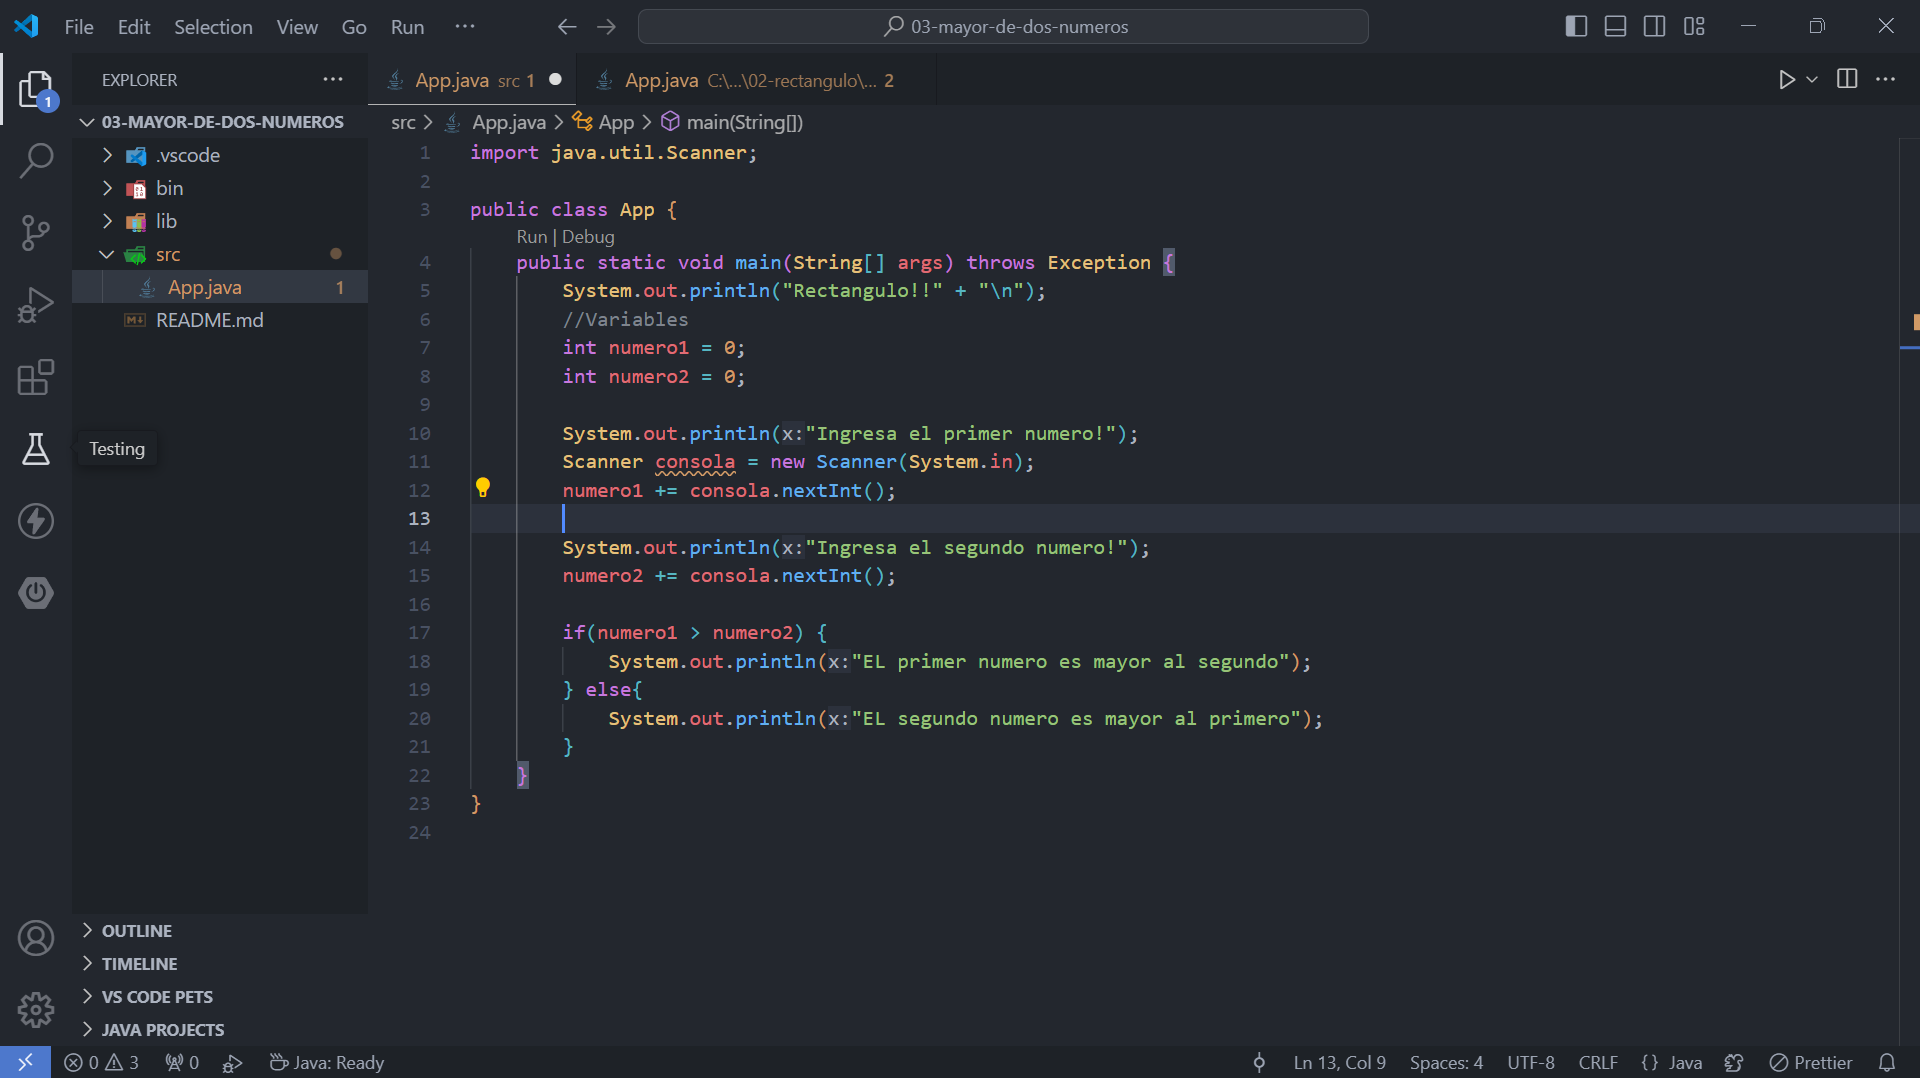 File Edit Selection View Go Run ··· 03-mayor-de-dos-numeros
EXPLORER ···
App.java src 1
App.java C:\...\02-rectangulo\... 2
1
03-MAYOR-DE-DOS-NUMEROS
.vscode
bin
lib
src
App.java 1
README.md
Testing
src > App.java > App > main(String[])
1 import java.util.Scanner;
2
3 public class App {
Run | Debug
4 public static void main(String[] args) throws Exception {
5 System.out.println("Rectangulo!!" + "\n");
6 //Variables
7 int numero1 = 0;
8 int numero2 = 0;
9
10 System.out.println(x:"Ingresa el primer numero!");
11 Scanner consola = new Scanner(System.in);
12 numero1 += consola.nextInt();
13
14 System.out.println(x:"Ingresa el segundo numero!");
15 numero2 += consola.nextInt();
16
17 if(numero1 > numero2) {
18 System.out.println(x:"EL primer numero es mayor al segundo");
19 } else{
20 System.out.println(x:"EL segundo numero es mayor al primero");
21 }
22 }
23 }
24
OUTLINE
TIMELINE
VS CODE PETS
JAVA PROJECTS
0 3 0 Java: Ready Ln 13, Col 9 Spaces: 4 UTF-8 CRLF {} Java Prettier